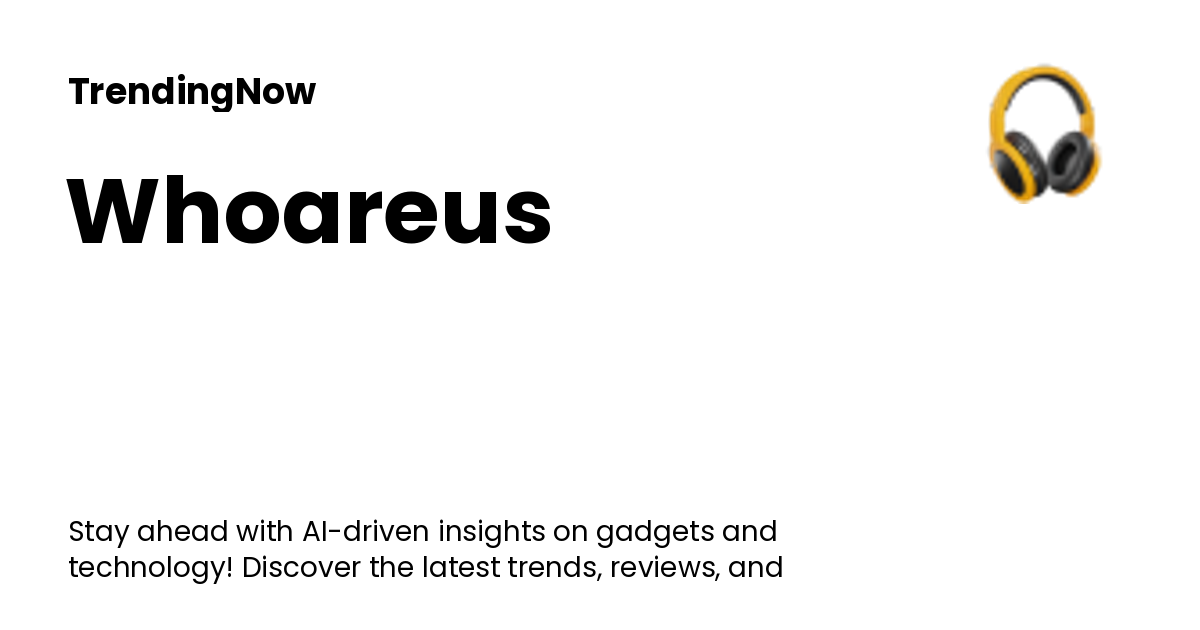 TrendingNow
Whoareus
Stay ahead with AI-driven insights on gadgets and
technology! Discover the latest trends, reviews, and